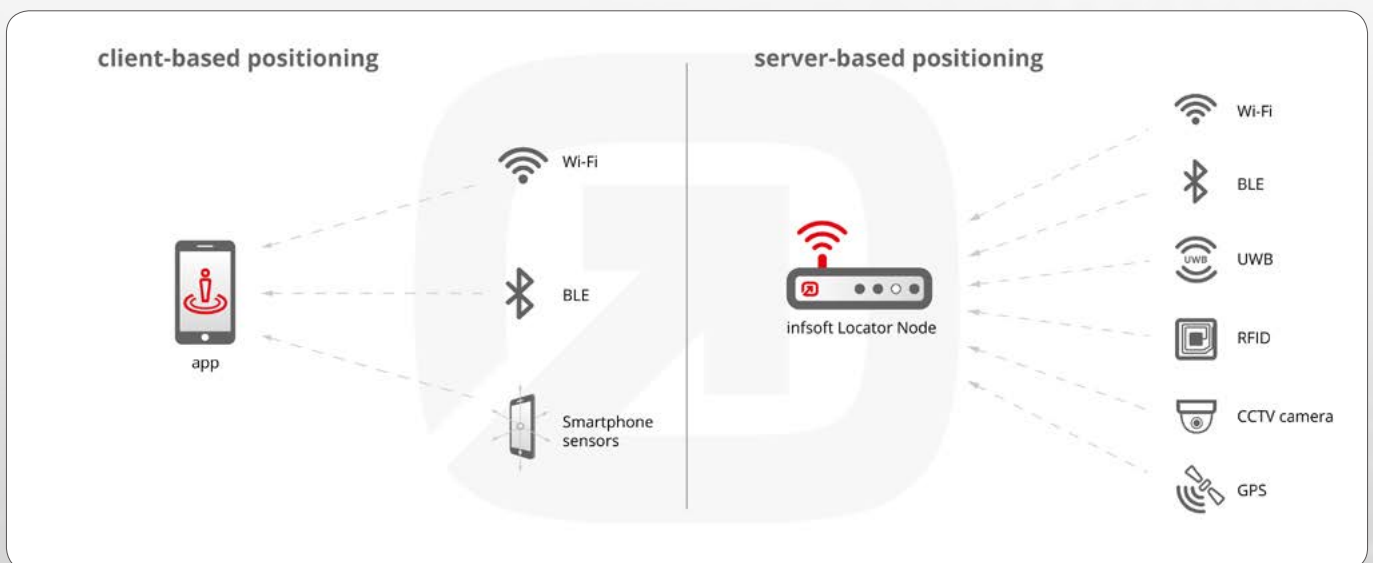 client-based positioning
Wi-Fi
BLE
app
Smartphone
sensors
server-based positioning
Wi-Fi
BLE
UWB
UWB
infsoft Locator Node
RFID
CCTV camera
GPS